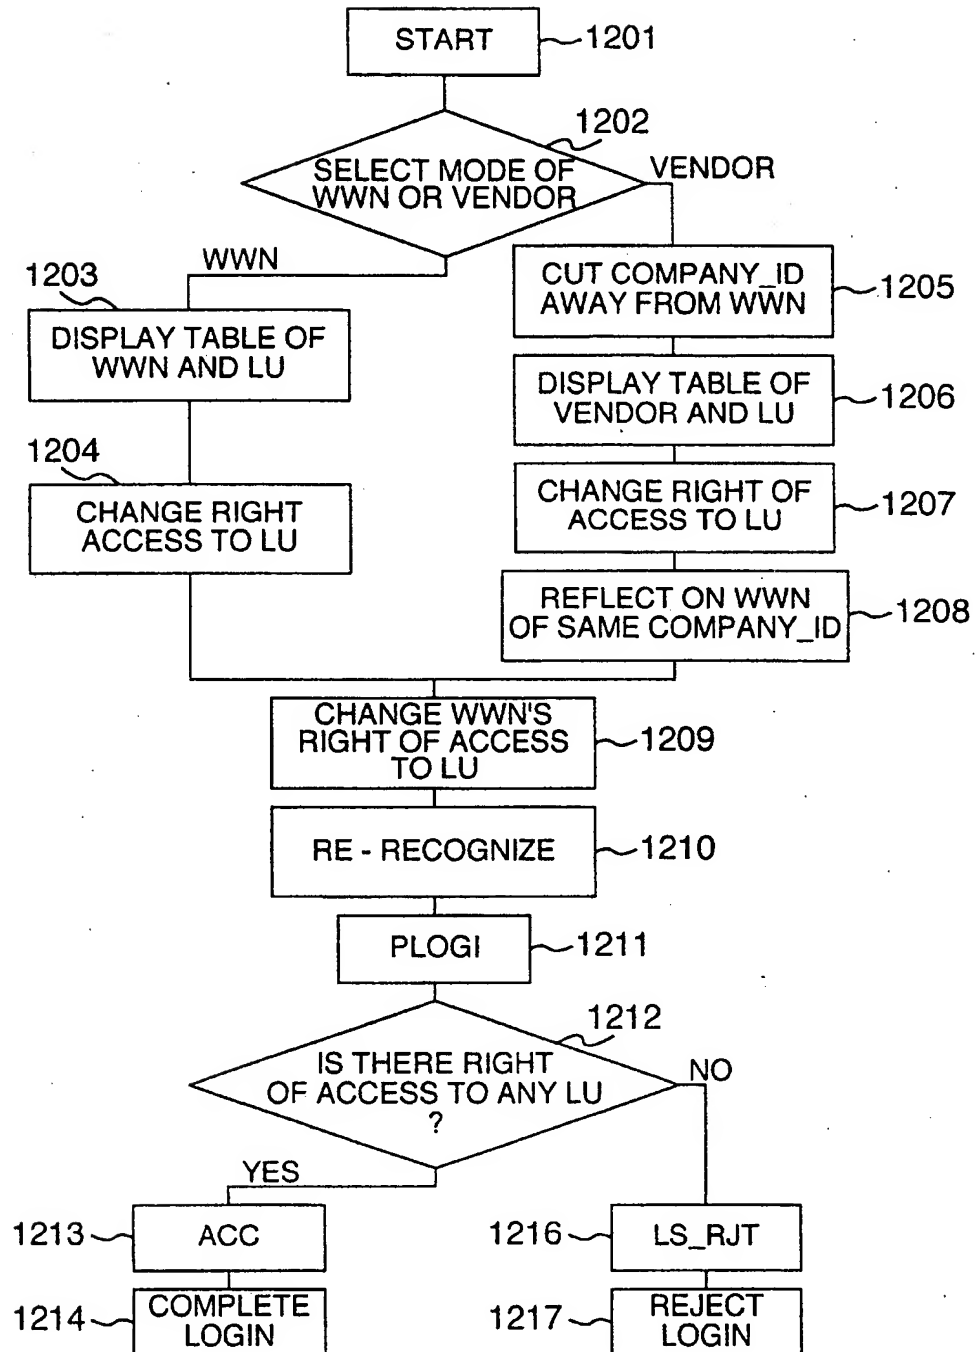 START
1201
1202
SELECT MODE OF
WWN OR VENDOR
VENDOR
WWN
1203
DISPLAY TABLE OF
WWN AND LU
CUT COMPANY_ID
AWAY FROM WWN
1205
DISPLAY TABLE OF
VENDOR AND LU
1206
1204
CHANGE RIGHT
ACCESS TO LU
CHANGE RIGHT OF
ACCESS TO LU
1207
REFLECT ON WWN
OF SAME COMPANY_ID
1208
CHANGE WWN'S
RIGHT OF ACCESS
TO LU
1209
RE - RECOGNIZE
1210
PLOGI
1211
1212
IS THERE RIGHT
OF ACCESS TO ANY LU
?
NO
YES
1213
ACC
1216
LS_RJT
1214
COMPLETE
LOGIN
1217
REJECT
LOGIN